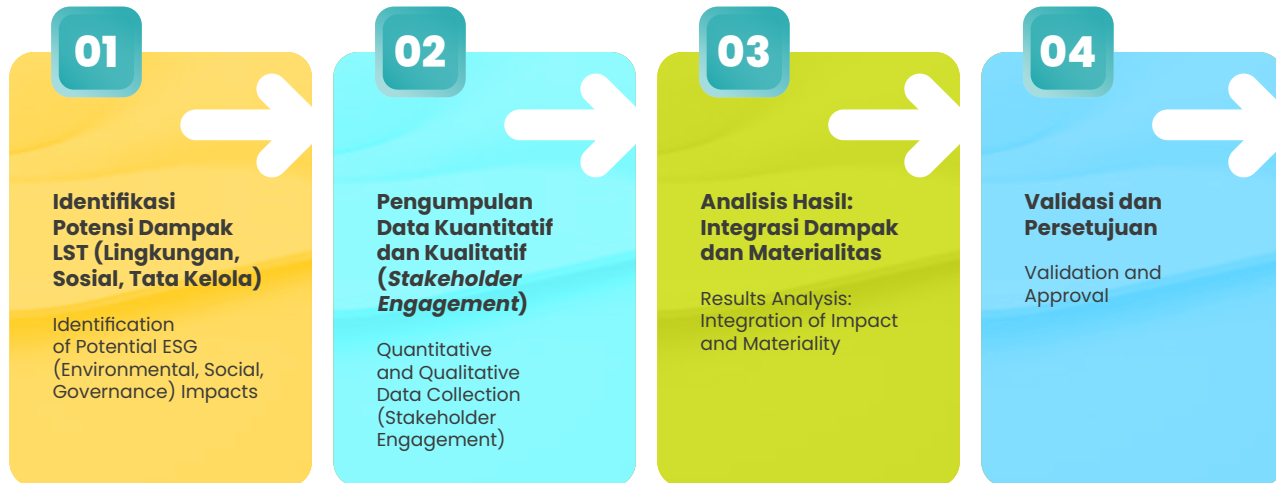 01
Identifikasi
Potensi Dampak
LST (Lingkungan,
Sosial, Tata Kelola)
Identification
of Potential ESG
(Environmental, Social,
Governance) Impacts
02
Pengumpulan
Data Kuantitatif
dan Kualitatif
(Stakeholder
Engagement)
Quantitative
and Qualitative
Data Collection
(Stakeholder
Engagement)
03
Analisis Hasil:
Integrasi Dampak
dan Materialitas
Results Analysis:
Integration of Impact
and Materiality
04
Validasi dan
Persetujuan
Validation and
Approval